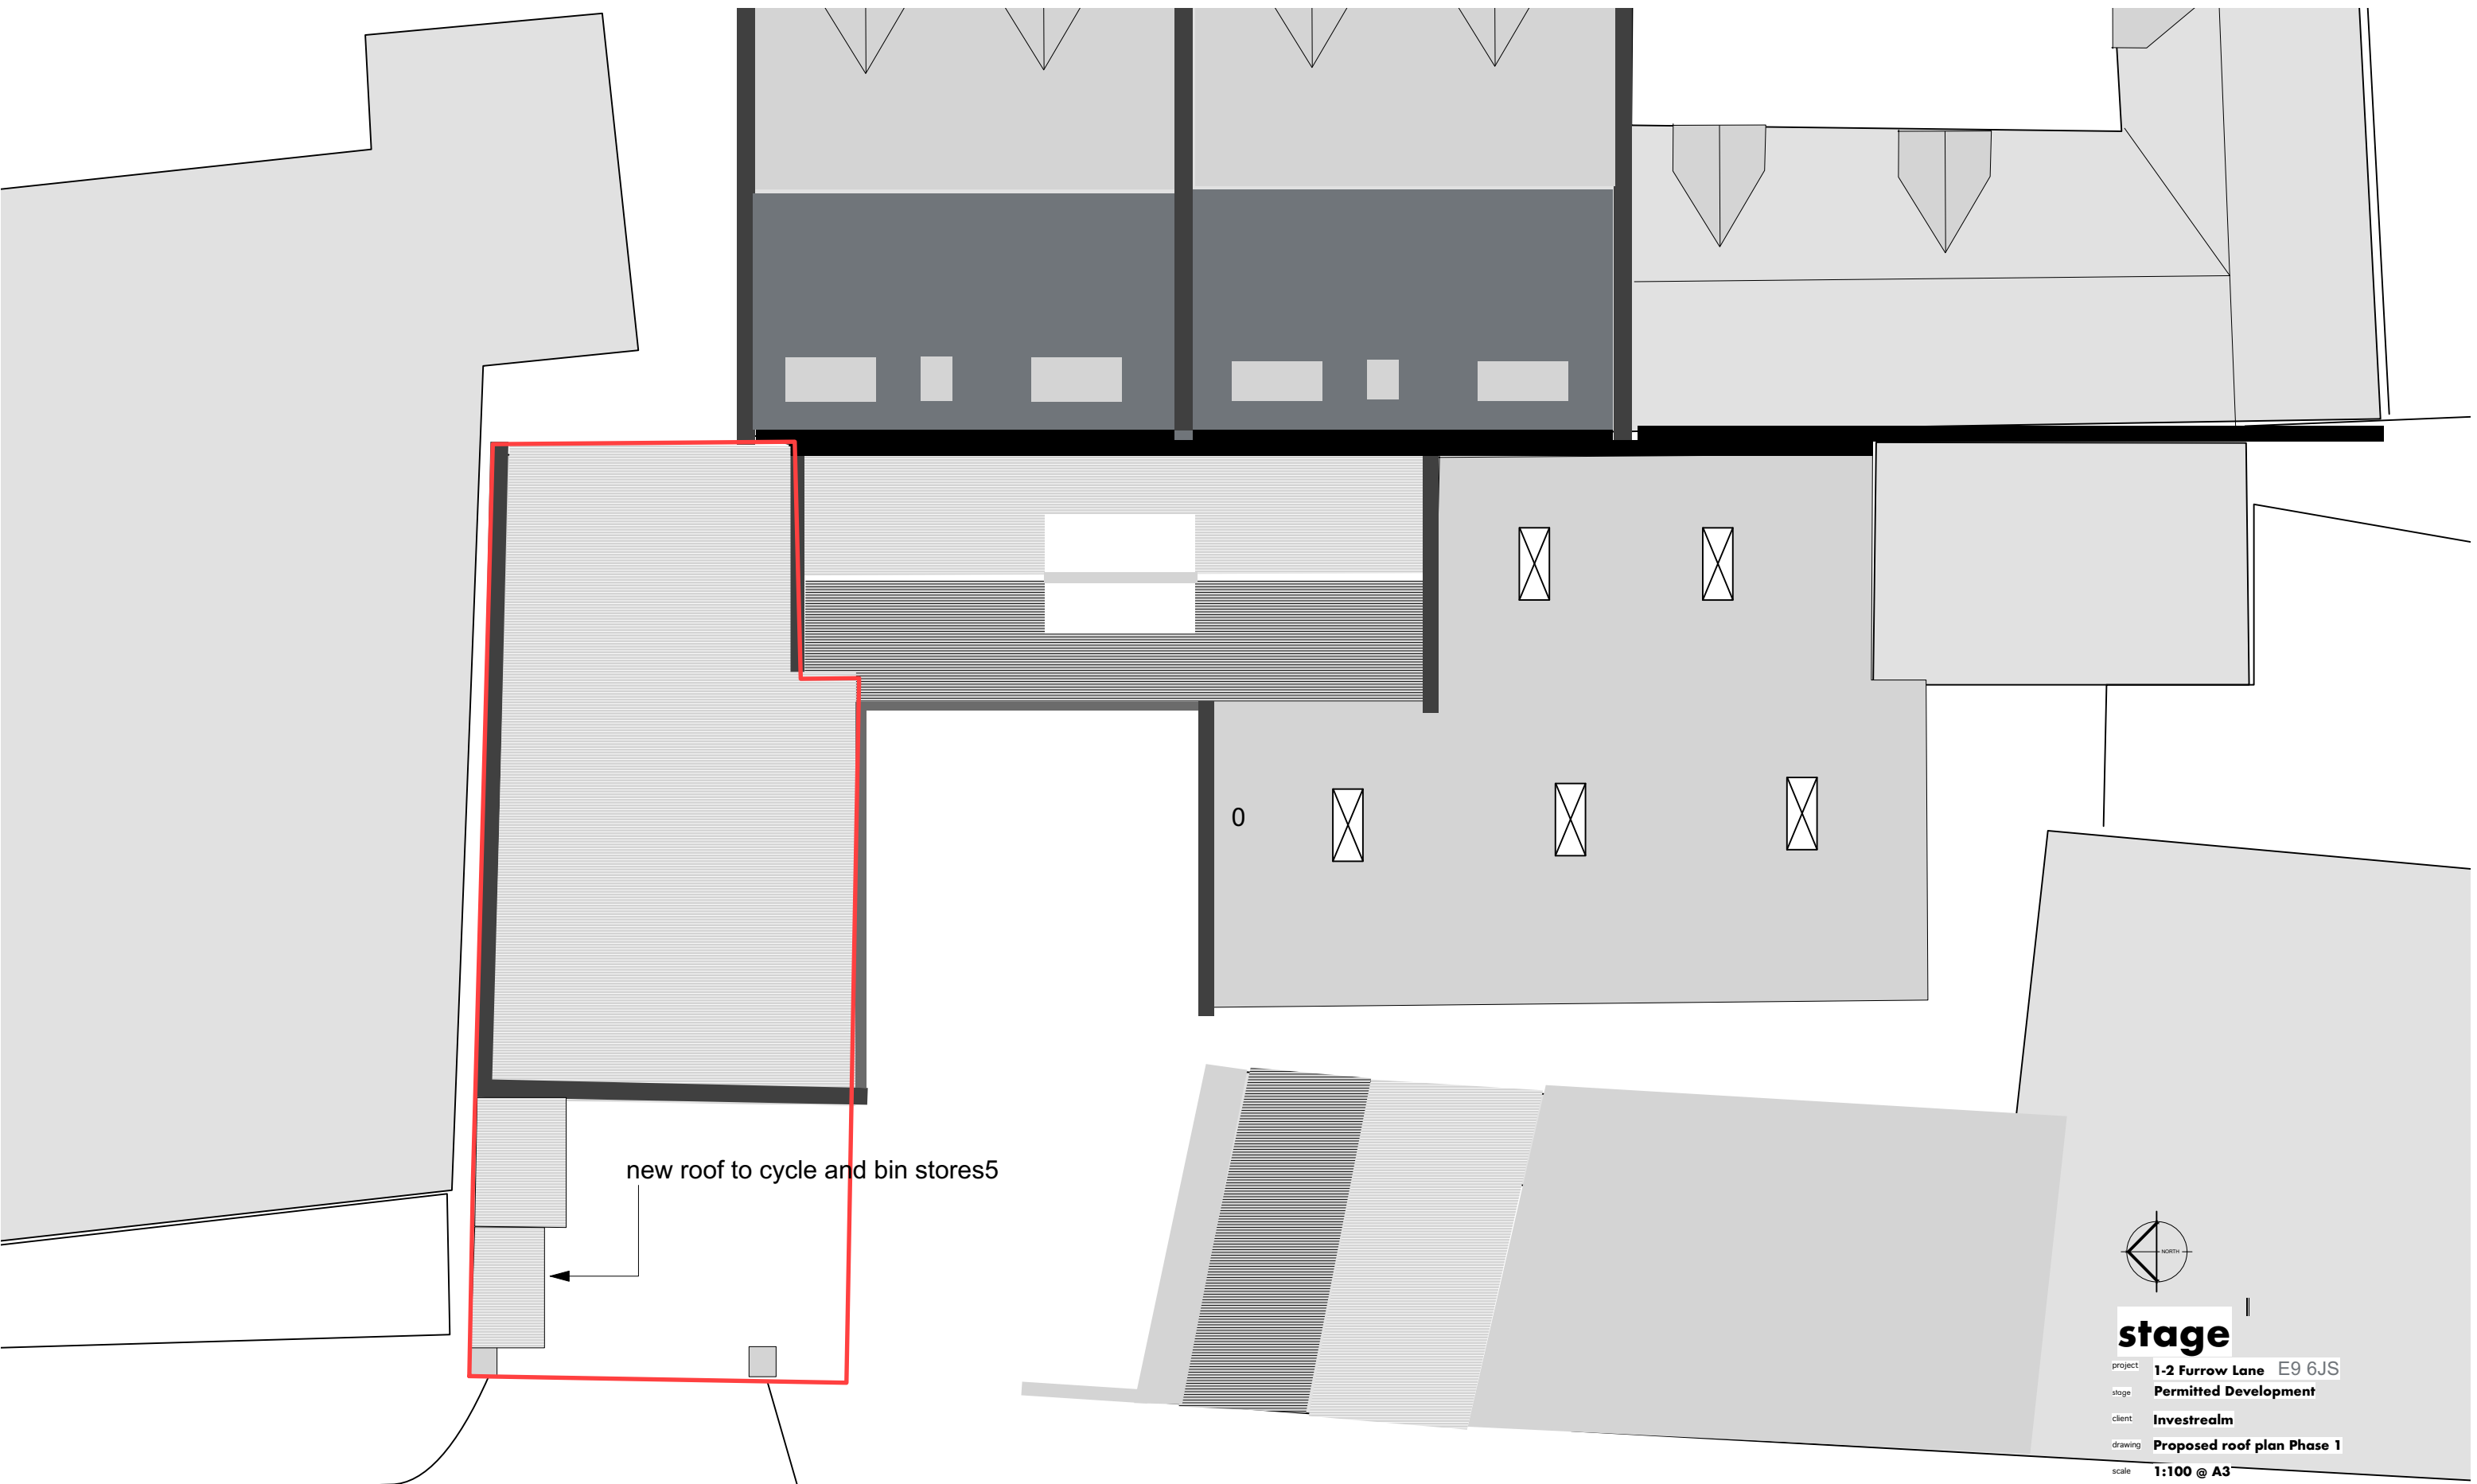 0
new roof to cycle and bin stores5
NORTH
stage
project 1-2 Furrow Lane E9 6JS
stage Permitted Development
client Investrealm
drawing Proposed roof plan Phase 1
scale 1:100 @ A3